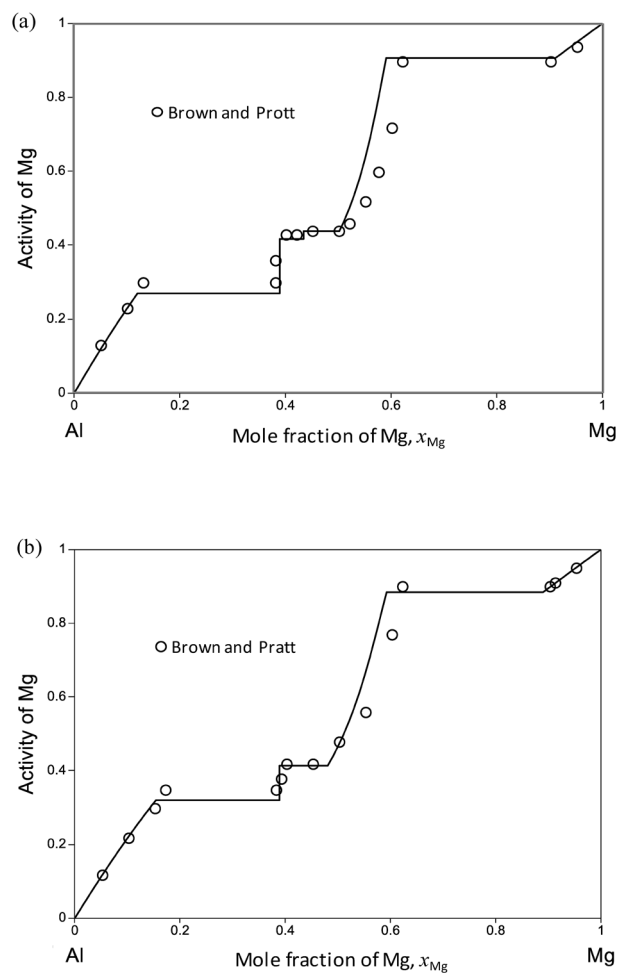 (a)
1
0.8
0.6
0.4
0.2
0
Activity of Mg
Brown and Prott
0
0.2
0.4
0.6
0.8
1
Al
Mole fraction of Mg, xMg
Mg
(b)
1
0.8
0.6
0.4
0.2
0
Activity of Mg
Brown and Pratt
0
0.2
0.4
0.6
0.8
1
Al
Mole fraction of Mg, xMg
Mg